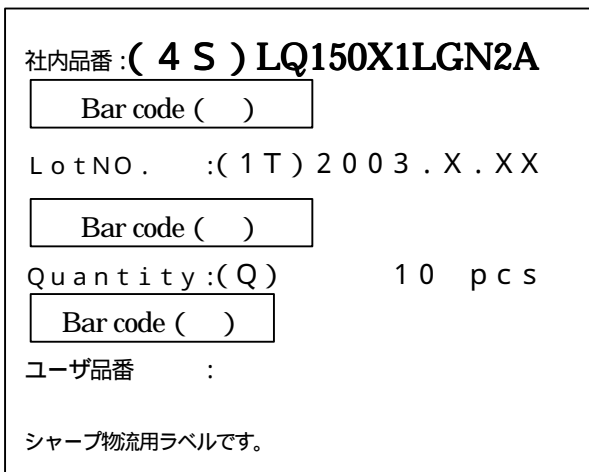 社内品番:(4S)LQ150X1LGN2A
Bar code (  )
LotNO.  :(1T)2003.X.XX
Bar code (  )
Quantity:(Q)  10 pcs
Bar code (  )
ユーザ品番  :
シャープ物流用ラベルです。